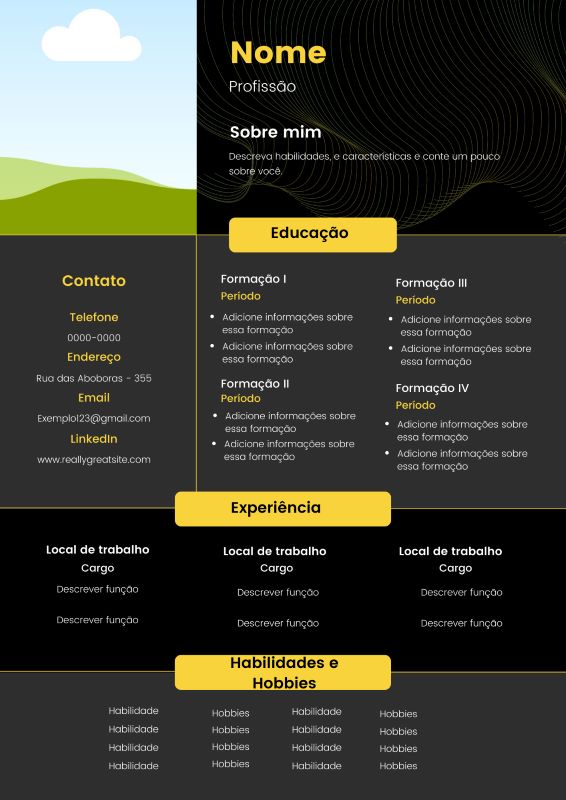 Nome
Profissão
Sobre mim
Descreva habilidades, e características e conte um pouco
sobre você.
Educação
Contato
Telefone
0000-0000
Endereço
Rua das Aboboras - 355
Email
Exemplo123@gmail.com
LinkedIn
www.reallygreatsite.com
Formação I
Período
Adicione informações sobre
essa formação
Adicione informações sobre
essa formação
Formação II
Período
Adicione informações sobre
essa formação
Adicione informações sobre
essa formação
Formação III
Período
Adicione informações sobre
essa formação
Adicione informações sobre
essa formação
Formação IV
Período
Adicione informações sobre
essa formação
Adicione informações sobre
essa formação
Experiência
Local de trabalho
Cargo
Descrever função
Descrever função
Local de trabalho
Cargo
Descrever função
Descrever função
Local de trabalho
Cargo
Descrever função
Descrever função
Habilidades e
Hobbies
Habilidade
Habilidade
Habilidade
Habilidade
Hobbies
Hobbies
Hobbies
Hobbies
Habilidade
Habilidade
Habilidade
Habilidade
Hobbies
Hobbies
Hobbies
Hobbies